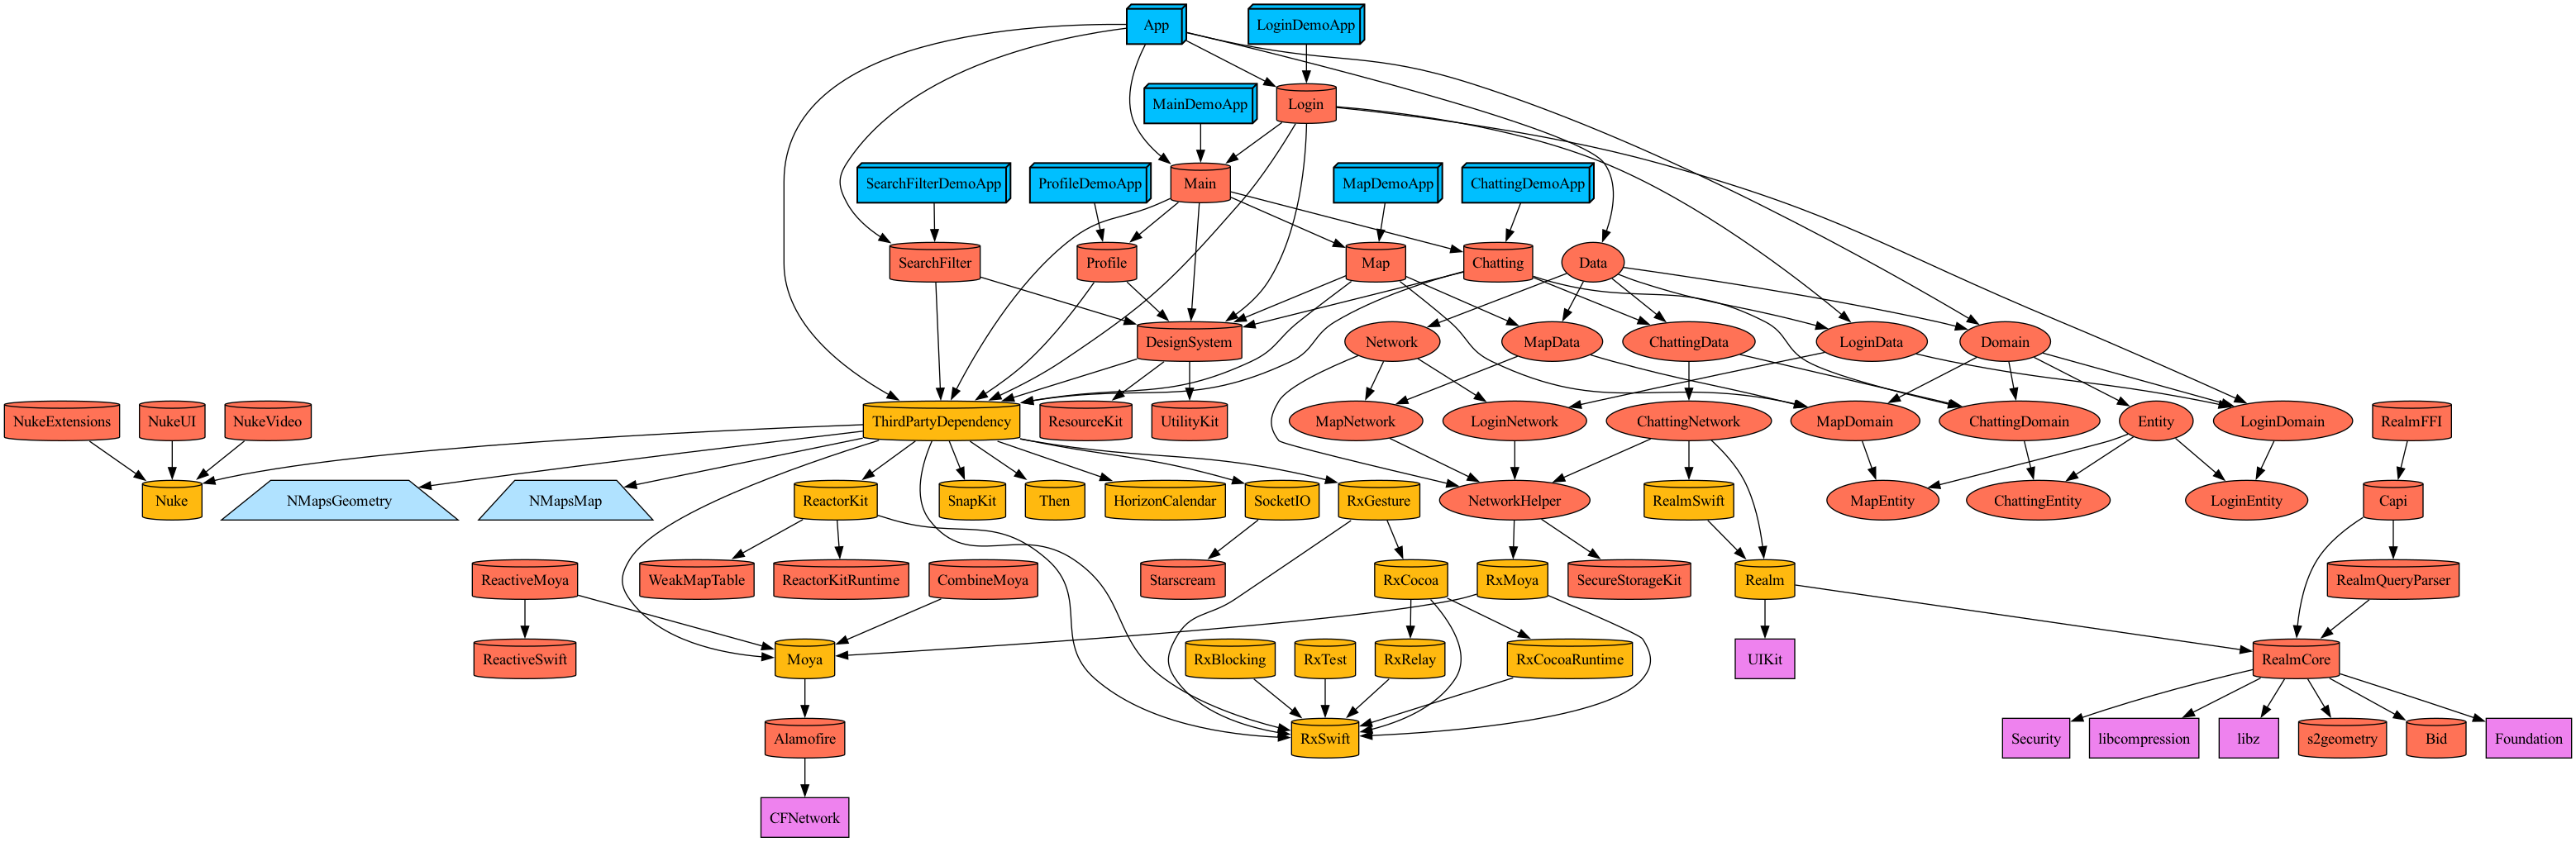 App
LoginDemoApp
MainDemoApp
Login
SearchFilterDemoApp
ProfileDemoApp
Main
MapDemoApp
ChattingDemoApp
SearchFilter
Profile
Map
Chatting
Data
DesignSystem
Network
MapData
ChattingData
LoginData
Domain
NukeExtensions
NukeUI
NukeVideo
ThirdPartyDependency
ResourceKit
UtilityKit
MapNetwork
LoginNetwork
ChattingNetwork
MapDomain
ChattingDomain
Entity
LoginDomain
RealmFFI
Nuke
NMapsGeometry
NMapsMap
ReactorKit
SnapKit
Then
HorizonCalendar
SocketIO
RxGesture
NetworkHelper
RealmSwift
MapEntity
ChattingEntity
LoginEntity
Capi
ReactiveMoya
WeakMapTable
ReactorKitRuntime
CombineMoya
Starscream
RxCocoa
RxMoya
SecureStorageKit
Realm
RealmQueryParser
ReactiveSwift
Moya
RxBlocking
RxTest
RxRelay
RxCocoaRuntime
UIKit
RealmCore
Alamofire
RxSwift
Security
libcompression
libz
s2geometry
Bid
Foundation
CFNetwork